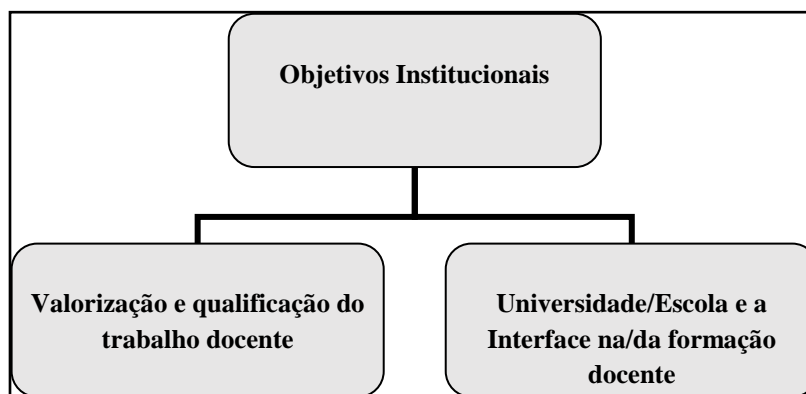 Objetivos Institucionais
Valorização e qualificação do
trabalho docente
Universidade/Escola e a
Interface na/da formação
docente